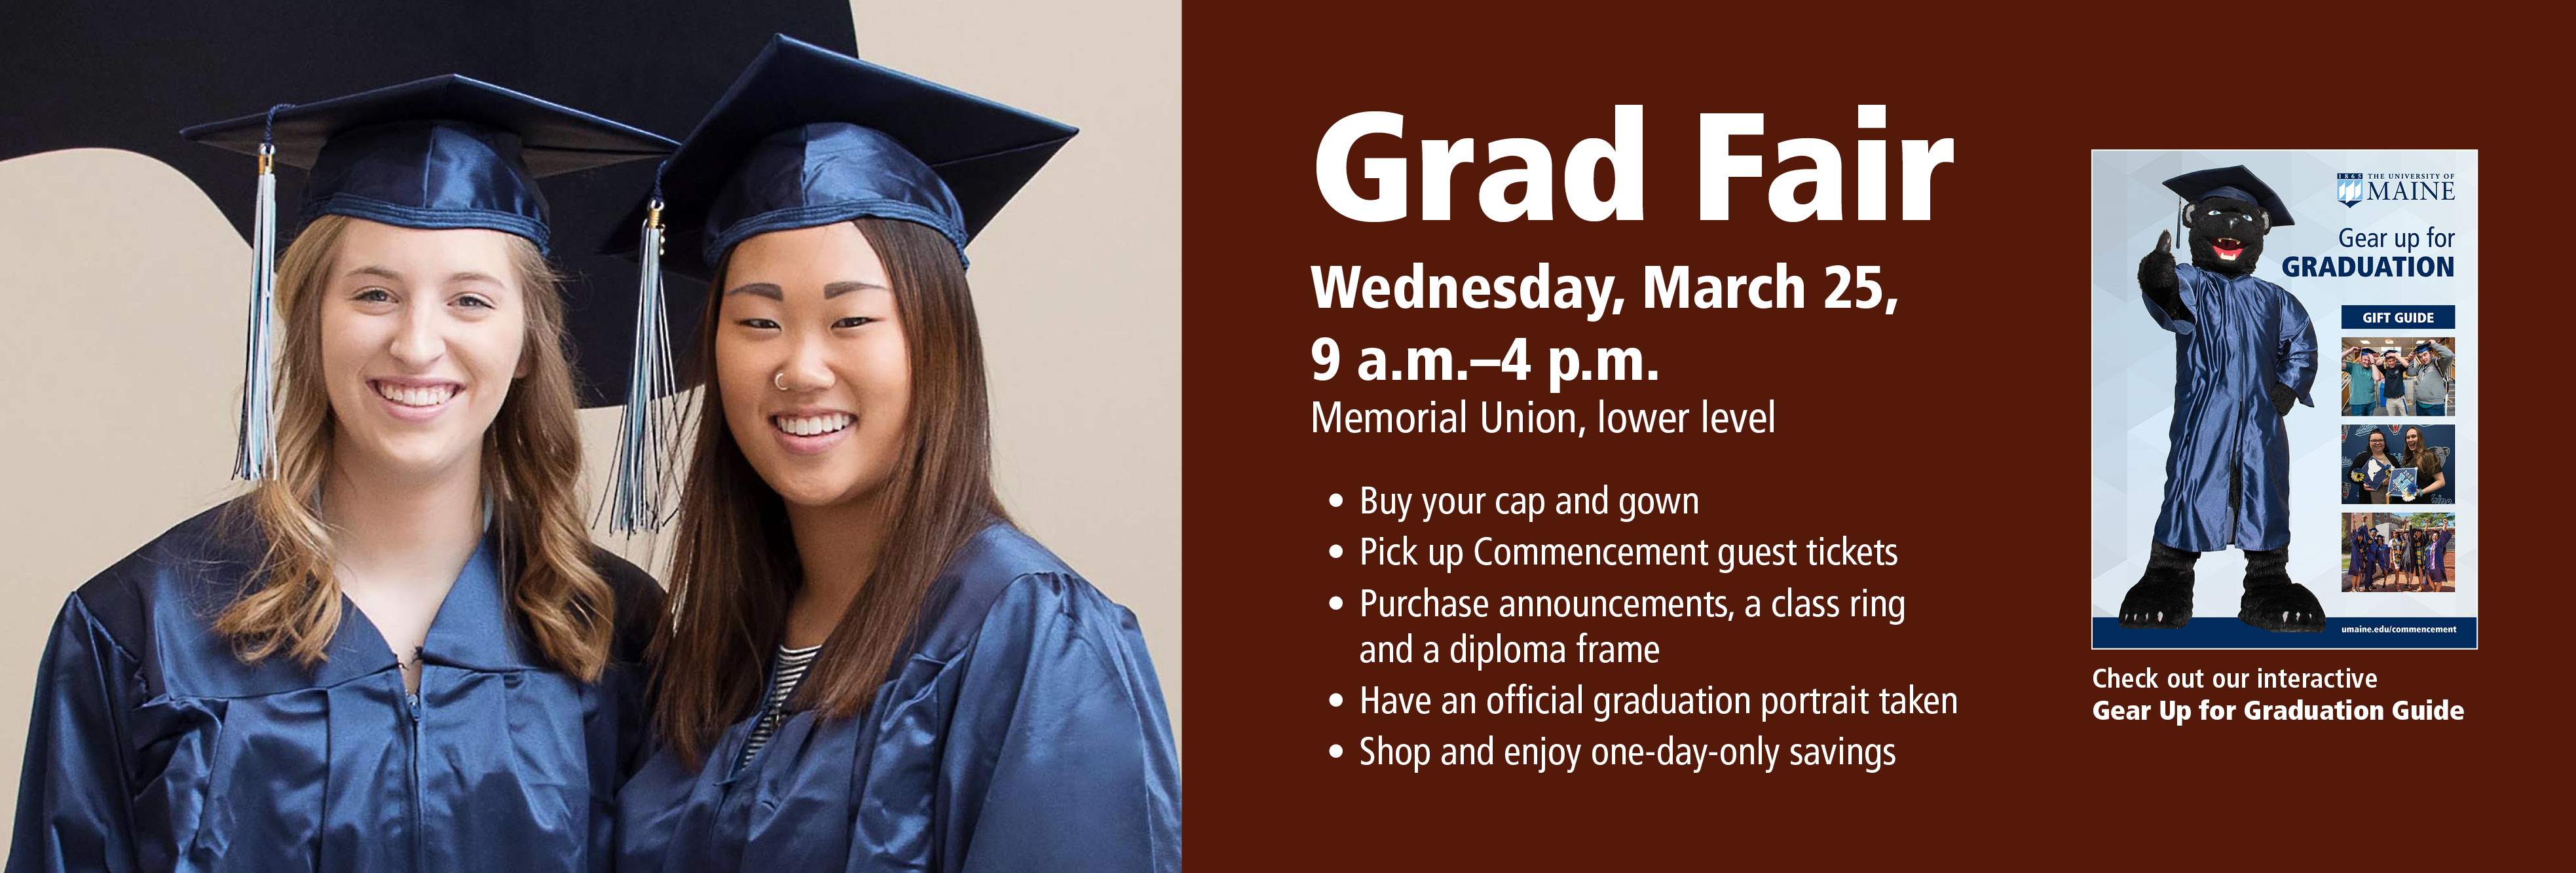 Grad Fair
Wednesday, March 25,
9 a.m.–4 p.m.
Memorial Union, lower level
• Buy your cap and gown
• Pick up Commencement guest tickets
• Purchase announcements, a class ring
and a diploma frame
• Have an official graduation portrait taken
• Shop and enjoy one-day-only savings
1865 THE UNIVERSITY OF
MAINE
Gear up for
GRADUATION
GIFT GUIDE
umaine.edu/commencement
Check out our interactive
Gear Up for Graduation Guide